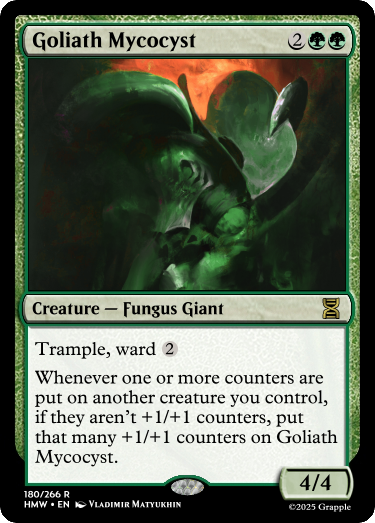 Goliath Mycocyst 2
Creature — Fungus Giant
Trample, ward 2
Whenever one or more counters are
put on another creature you control,
if they aren't +1/+1 counters, put
that many +1/+1 counters on Goliath
Mycocyst.
4/4
180/266 R
HMW • EN Vladimir Matyukhin
©2025 Grapple